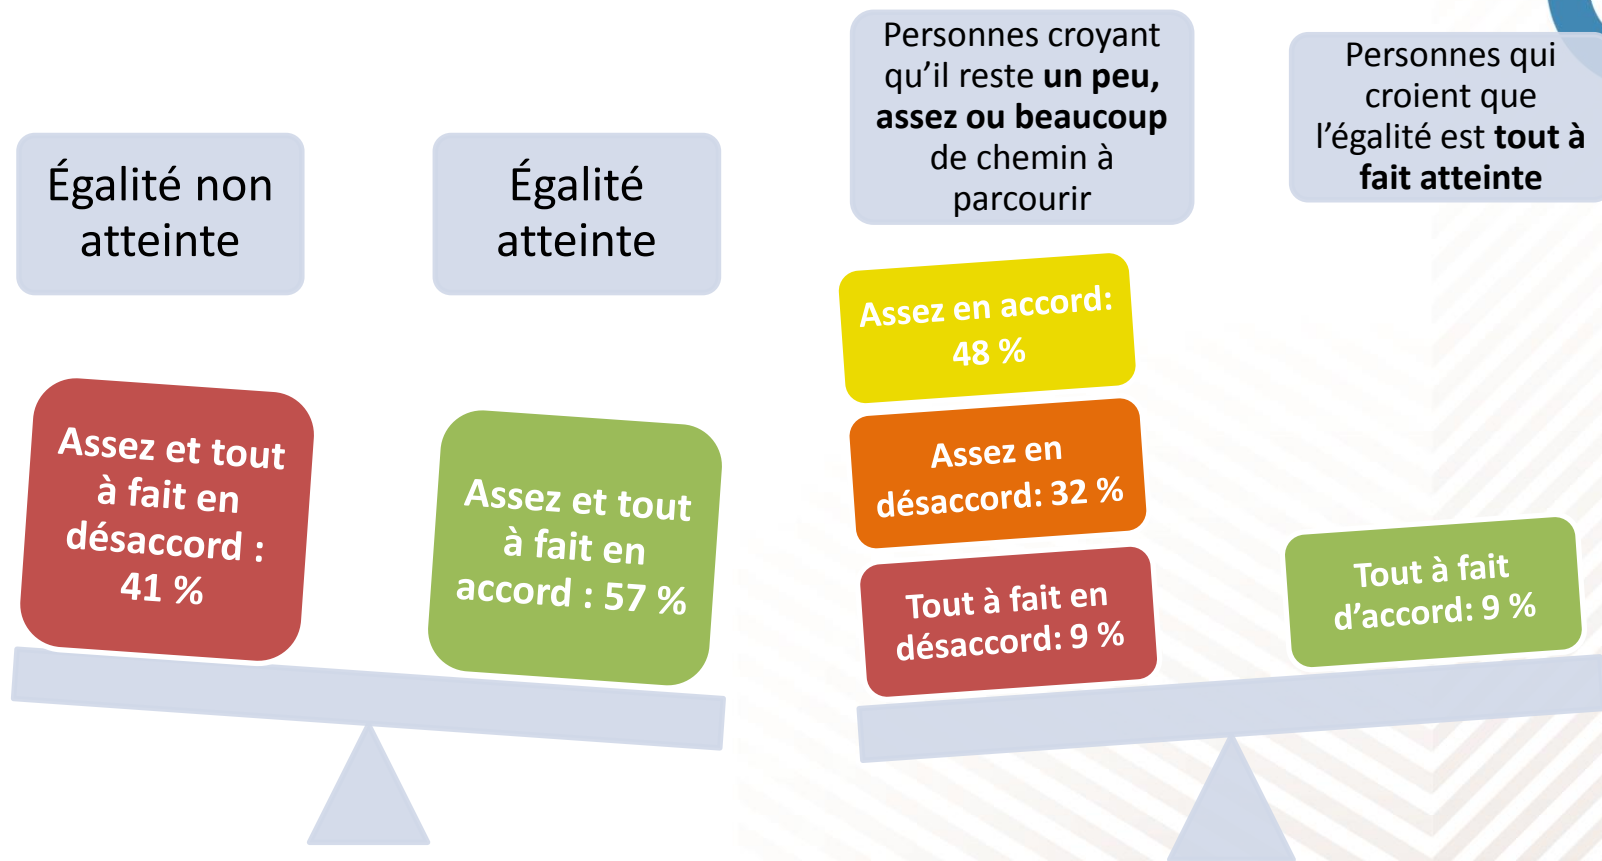 Égalité non
atteinte
Égalité
atteinte
Assez et tout
à fait en
désaccord :
41 %
Assez et tout
à fait en
accord : 57 %
Personnes croyant
qu’il reste un peu,
assez ou beaucoup
de chemin à
parcourir
Personnes qui
croient que
l’égalité est tout à
fait atteinte
Assez en accord:
48 %
Assez en
désaccord: 32 %
Tout à fait en
désaccord: 9 %
Tout à fait
d’accord: 9 %